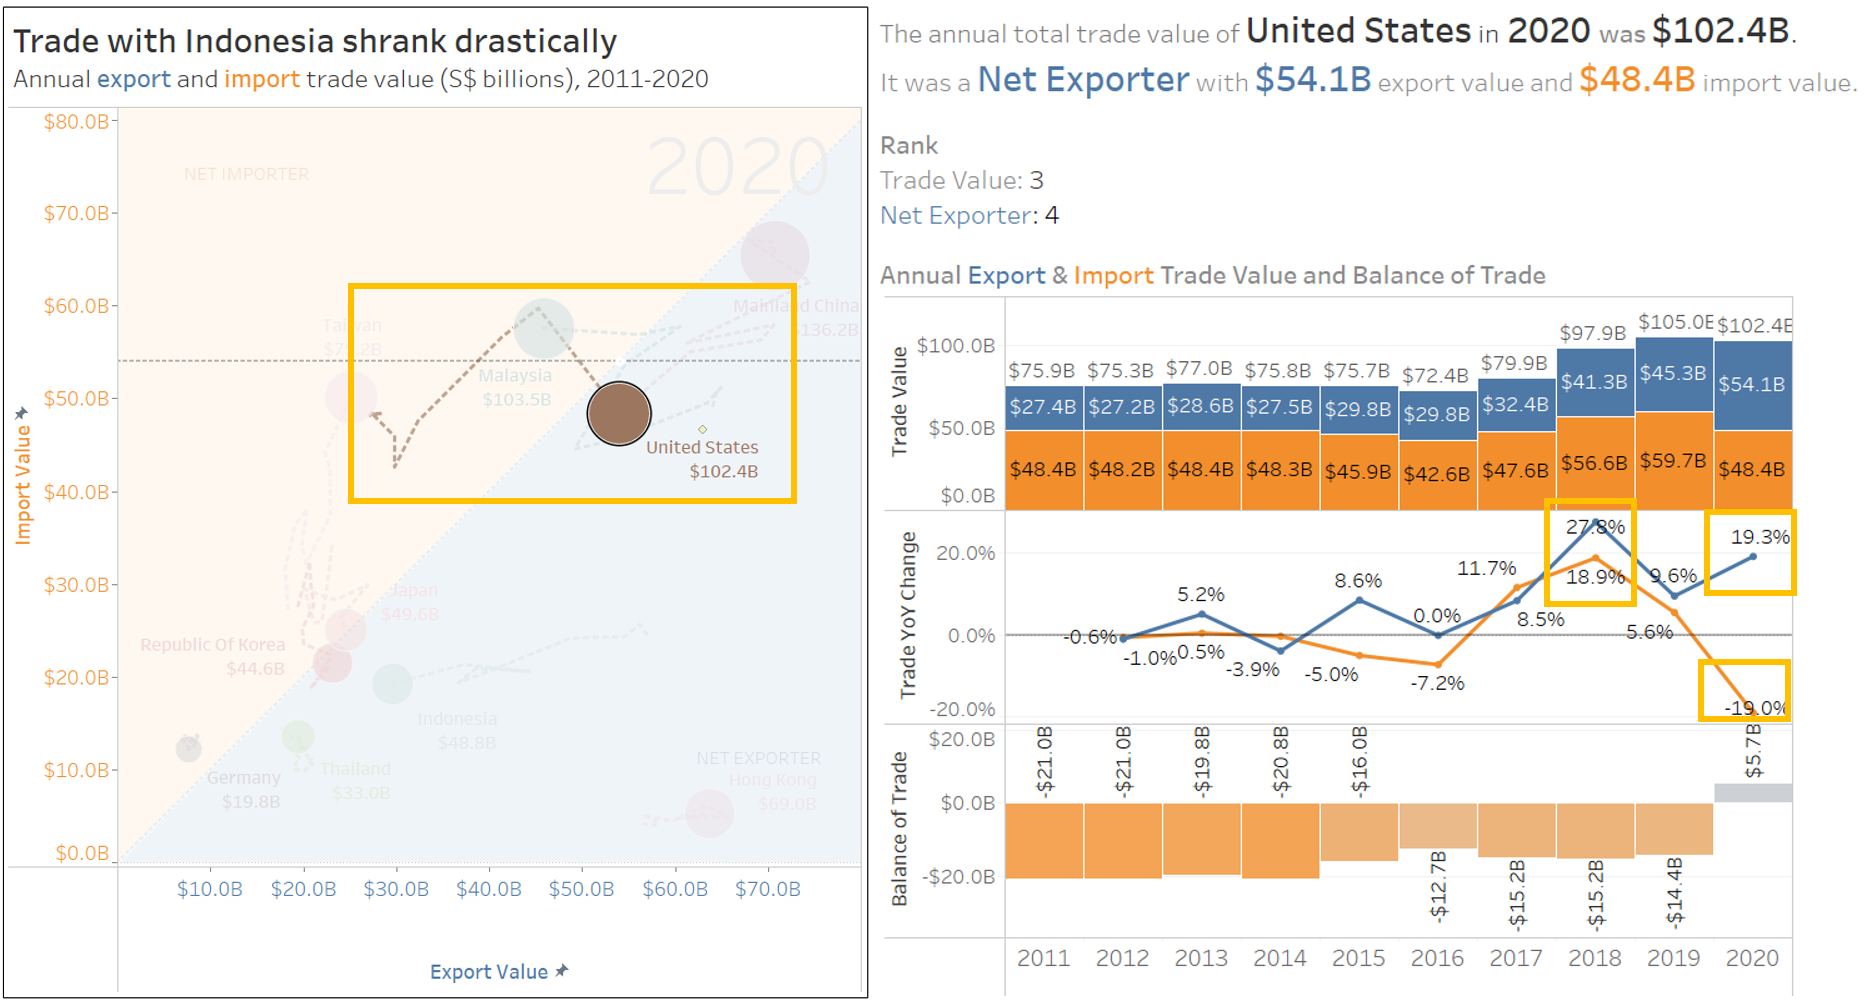 Trade with Indonesia shrank drastically
Annual export and import trade value (S$ billions), 2011-2020
$80.0B
$70.0B
$60.0B
$50.0B
$40.0B
$30.0B
$20.0B
$10.0B
$0.0B
Import Value
2020
NET IMPORTER
Mainland China
$136.2B
Taiwan
Malaysia
$103.5B
United States
$102.4B
Japan
$49.6B
Republic Of Korea
$44.6B
Indonesia
$48.8B
NET EXPORTER
Hong Kong
$69.0B
Germany
$19.8B
Thailand
$33.0B
$10.0B $20.0B $30.0B $40.0B $50.0B $60.0B $70.0B
Export Value
The annual total trade value of United States in 2020 was $102.4B.
It was a Net Exporter with $54.1B export value and $48.4B import value.
Rank
Trade Value: 3
Net Exporter: 4
Annual Export & Import Trade Value and Balance of Trade
Trade Value
$100.0B
$50.0B
$0.0B
$75.9B $75.3B $77.0B $75.8B $75.7B $72.4B $79.9B $97.9B $105.0B $102.4B
$27.4B $27.2B $28.6B $27.5B $29.8B $29.8B $32.4B $41.3B $45.3B $54.1B
$48.4B $48.2B $48.4B $48.3B $45.9B $42.6B $47.6B $56.6B $59.7B $48.4B
Trade YoY Change
20.0%
0.0%
-20.0%
-0.6% 5.2% 8.6% 0.0% 11.7% 27.8% 9.6% 19.3%
-1.0% 0.5% -3.9% -5.0% -7.2% 8.5% 18.9% 5.6% -19.0%
Balance of Trade
$20.0B
$0.0B
-$20.0B
-$21.0B -$21.0B -$19.8B -$20.8B -$16.0B -$12.7B -$15.2B -$15.2B -$14.4B $5.7B
2011 2012 2013 2014 2015 2016 2017 2018 2019 2020